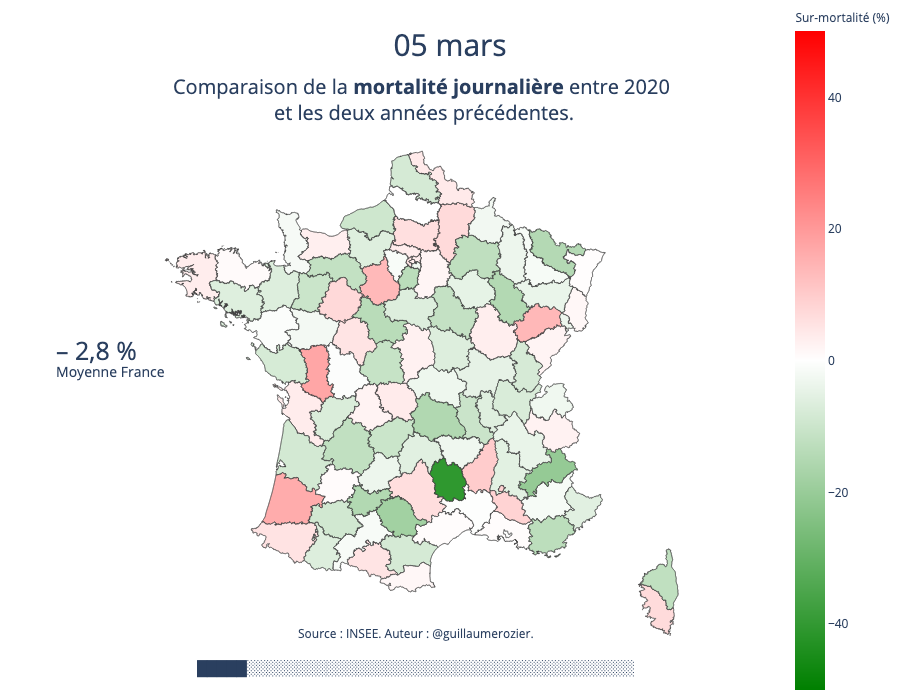 Sur-mortalité (%)
05 mars
Comparaison de la mortalité journalière entre 2020
et les deux années précédentes.
40
20
0
−20
−40
– 2,8 %
Moyenne France
Source : INSEE. Auteur : @guillaumerozier.